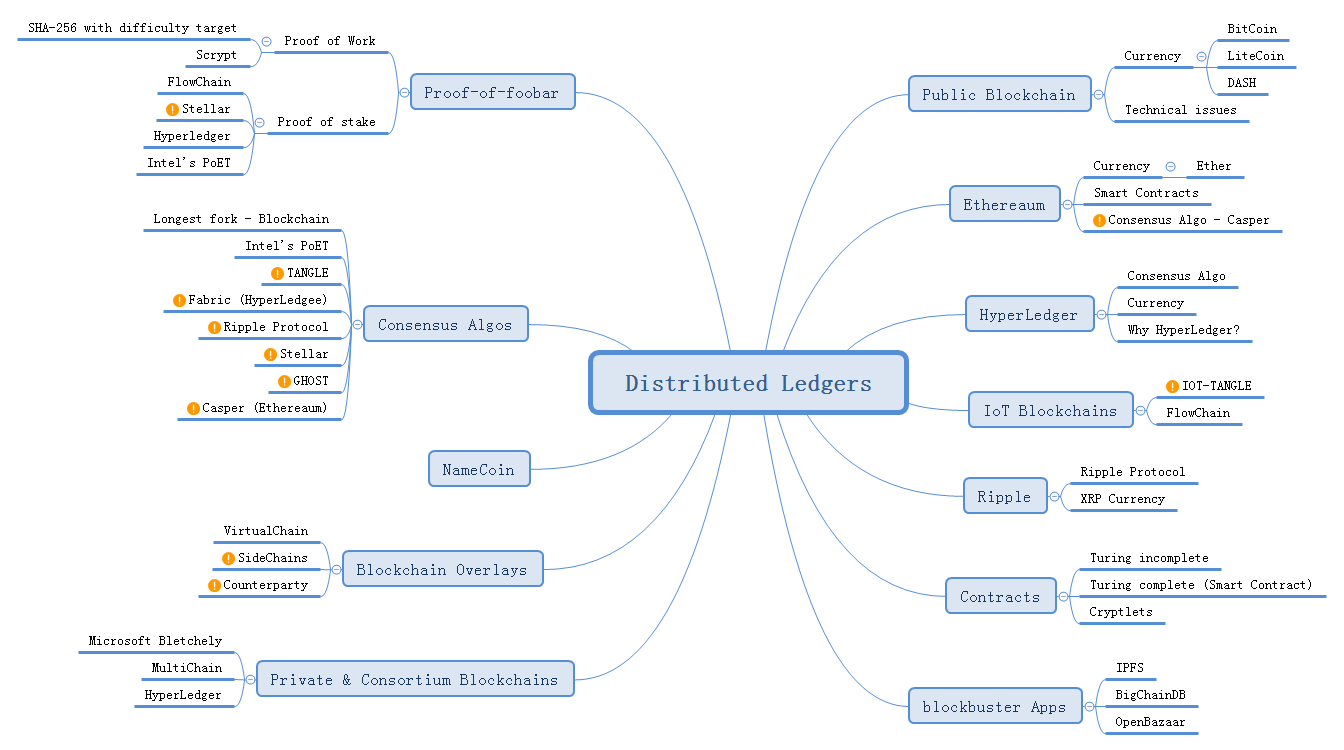 Distributed Ledgers
Proof-of-foobar
Proof of Work
SHA-256 with difficulty target
Scrypt
Proof of stake
FlowChain
Stellar
Hyperledger
Intel's PoET
Consensus Algos
Longest fork - Blockchain
Intel's PoET
TANGLE
Fabric (HyperLedgee)
Ripple Protocol
Stellar
GHOST
Casper (Ethereaum)
NameCoin
Blockchain Overlays
VirtualChain
SideChains
Counterparty
Private & Consortium Blockchains
Microsoft Bletchely
MultiChain
HyperLedger
Public Blockchain
Currency
BitCoin
LiteCoin
DASH
Technical issues
Ethereaum
Currency
Ether
Smart Contracts
Consensus Algo - Casper
HyperLedger
Consensus Algo
Currency
Why HyperLedger?
IoT Blockchains
IOT-TANGLE
FlowChain
Ripple
Ripple Protocol
XRP Currency
Contracts
Turing incomplete
Turing complete (Smart Contract)
Cryptlets
blockbuster Apps
IPFS
BigChainDB
OpenBazaar